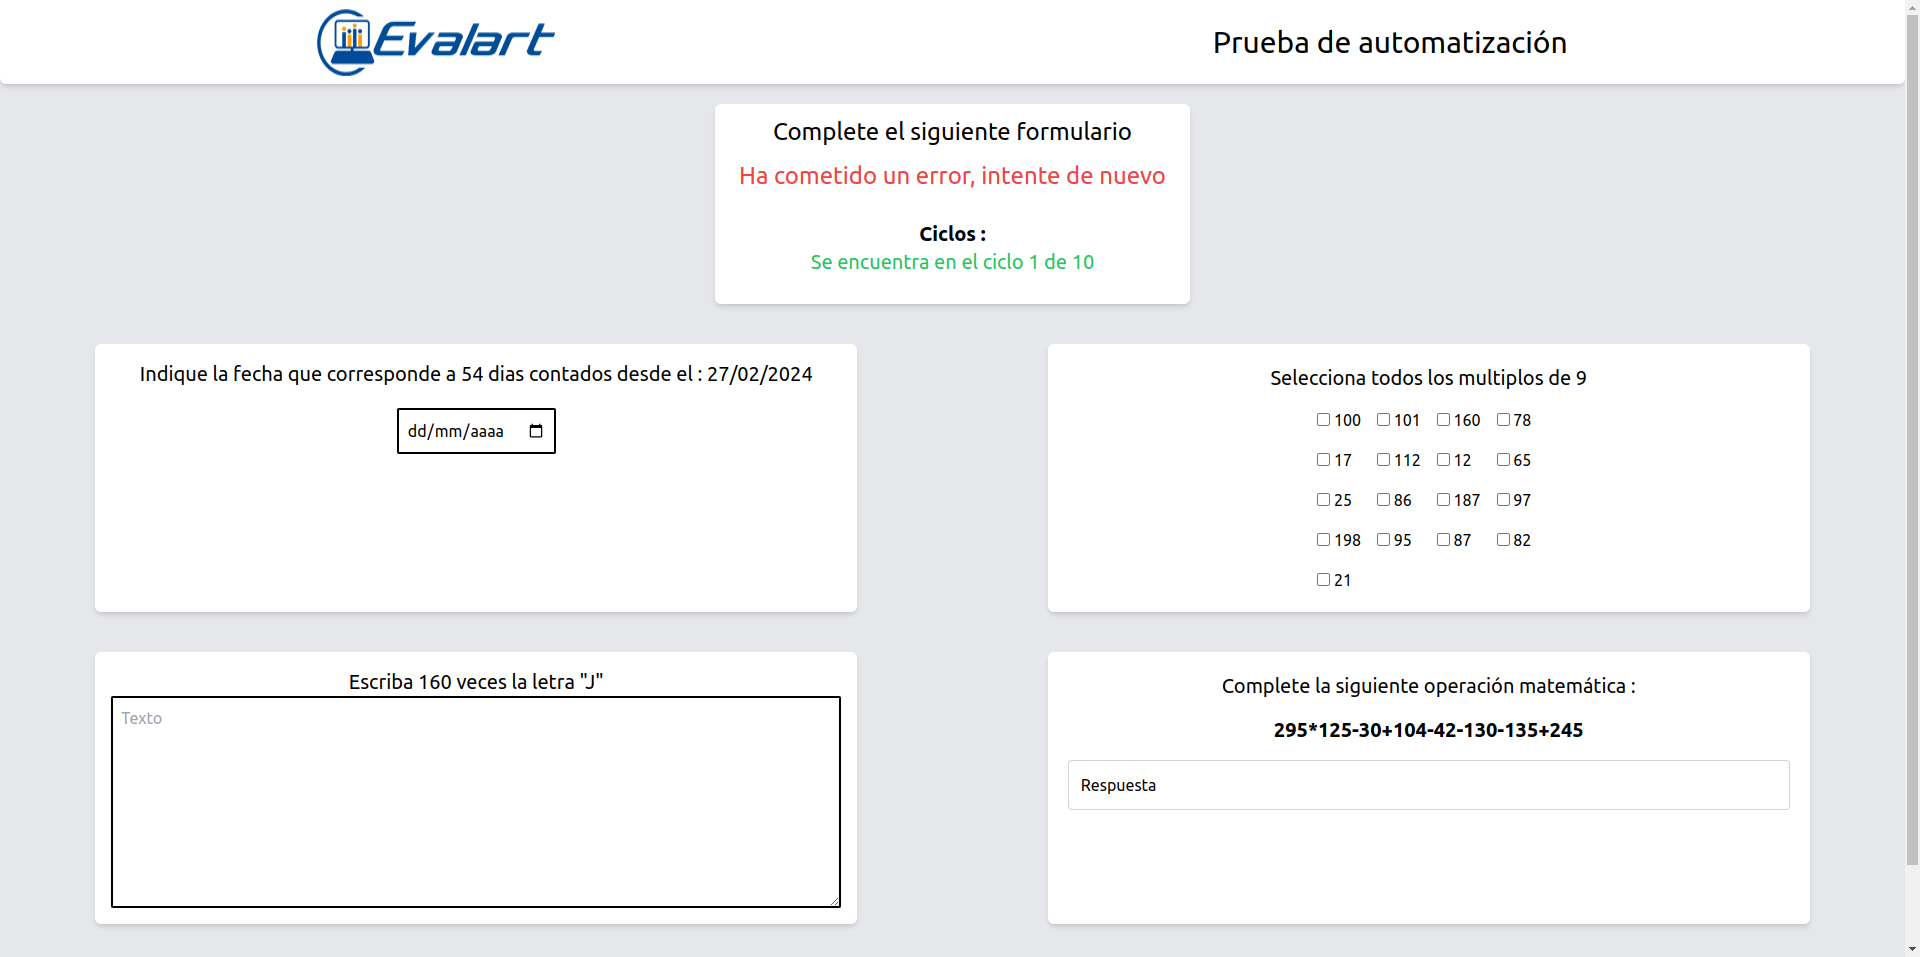 Evalart
Prueba de automatización
Complete el siguiente formulario
Ha cometido un error, intente de nuevo
Ciclos :
Se encuentra en el ciclo 1 de 10
Indique la fecha que corresponde a 54 dias contados desde el : 27/02/2024
dd/mm/aaaa
Selecciona todos los multiplos de 9
100 101 160 78
17 112 12 65
25 86 187 97
198 95 87 82
21
Escriba 160 veces la letra "J"
Texto
Complete la siguiente operación matemática :
295*125-30+104-42-130-135+245
Respuesta